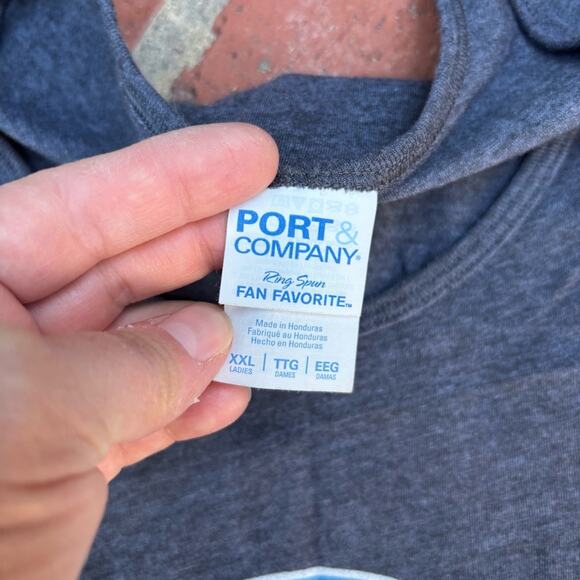 PORT &
COMPANY®
Ring Spun
FAN FAVORITE™
Made in Honduras
Fabriqué au Honduras
Hecho en Honduras
XXL | TTG | EEG
LADIES DAMES DAMAS